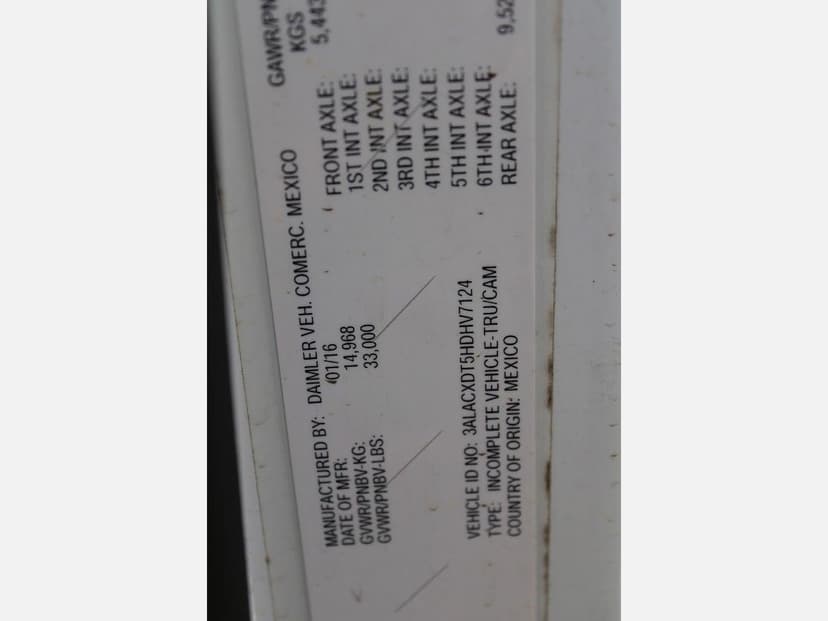 MANUFACTURED BY: DAIMLER VEH. COMERC. MEXICO
DATE OF MFR: 01/16
GVWR/PNBV-KG: 14,968
GVWR/PNBV-LBS: 33,000
GAWR/PN
KGS
FRONT AXLE: 5,443
1ST INT AXLE:
2ND INT AXLE:
3RD INT AXLE:
4TH INT AXLE:
5TH INT AXLE:
6TH INT AXLE:
REAR AXLE: 9,52
VEHICLE ID NO: 3ALACXDT5HDHV7124
TYPE: INCOMPLETE VEHICLE-TRU/CAM
COUNTRY OF ORIGIN: MEXICO